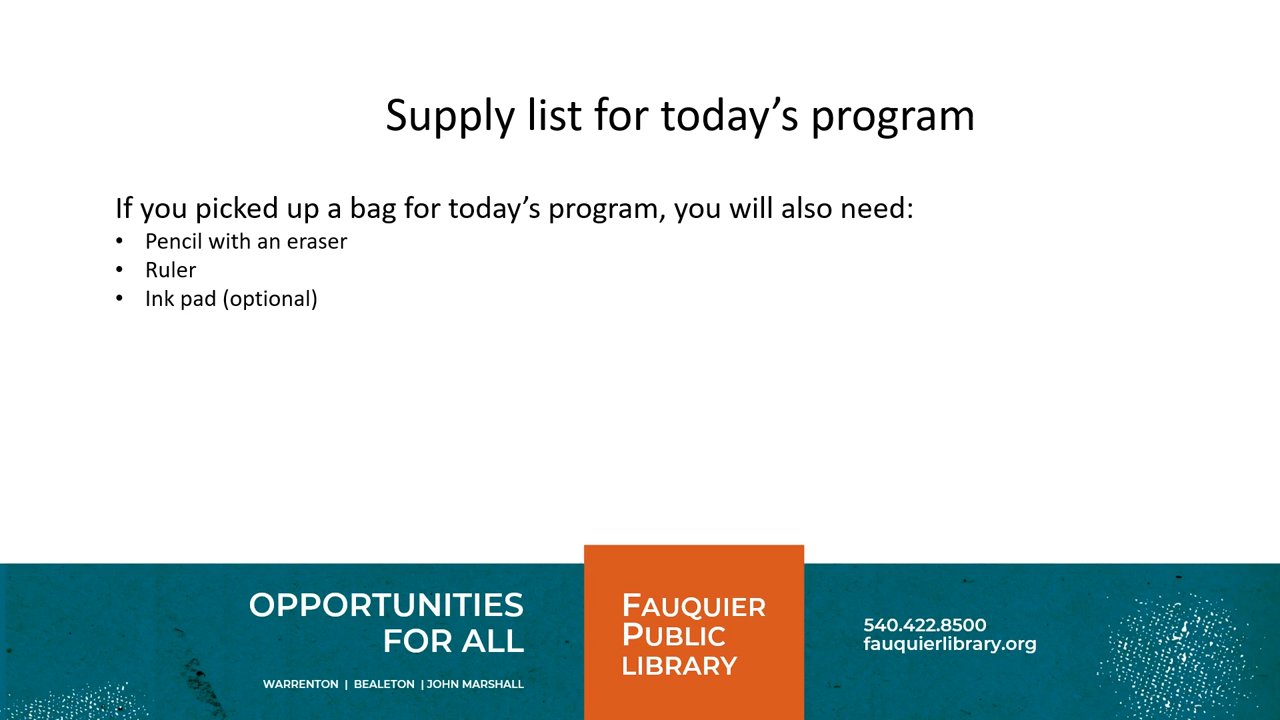 Supply list for today’s program
If you picked up a bag for today’s program, you will also need:
• Pencil with an eraser
• Ruler
• Ink pad (optional)
OPPORTUNITIES
FOR ALL
WARRENTON | BEALETON | JOHN MARSHALL
FAUQUIER
PUBLIC
LIBRARY
540.422.8500
fauquierlibrary.org